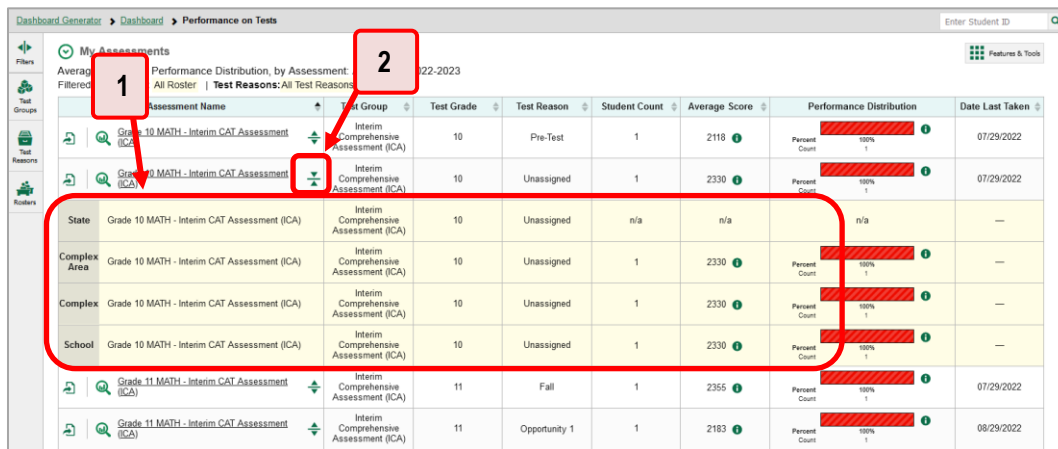 Dashboard Generator > Dashboard > Performance on Tests
Enter Student ID
Filters
Test
Groups
Test
Reasons
Rosters
My Assessments
Features & Tools
Performance Distribution, by Assessment:
Filtered All Roster | Test Reasons: All Test Reasons
1
2
Assessment Name Test Group Test Grade Test Reason Student Count Average Score Performance Distribution Date Last Taken
Grade 10 MATH - Interim CAT Assessment
(ICA)
Interim
Comprehensive
Assessment (ICA)
10 Pre-Test 1 2118
Percent 100%
Count 1
07/29/2022
Grade 10 MATH - Interim CAT Assessment
(ICA)
Interim
Comprehensive
Assessment (ICA)
10 Unassigned 1 2330
Percent 100%
Count 1
07/29/2022
State Grade 10 MATH - Interim CAT Assessment (ICA)
Interim
Comprehensive
Assessment (ICA)
10 Unassigned n/a n/a n/a —
Complex
Area
Grade 10 MATH - Interim CAT Assessment (ICA)
Interim
Comprehensive
Assessment (ICA)
10 Unassigned 1 2330
Percent 100%
Count 1
—
Complex Grade 10 MATH - Interim CAT Assessment (ICA)
Interim
Comprehensive
Assessment (ICA)
10 Unassigned 1 2330
Percent 100%
Count 1
—
School Grade 10 MATH - Interim CAT Assessment (ICA)
Interim
Comprehensive
Assessment (ICA)
10 Unassigned 1 2330
Percent 100%
Count 1
—
Grade 11 MATH - Interim CAT Assessment
(ICA)
Interim
Comprehensive
Assessment (ICA)
11 Fall 1 2355
Percent 100%
Count 1
07/29/2022
Grade 11 MATH - Interim CAT Assessment
(ICA)
Interim
Comprehensive
Assessment (ICA)
11 Opportunity 1 1 2183
Percent 100%
Count 1
08/29/2022